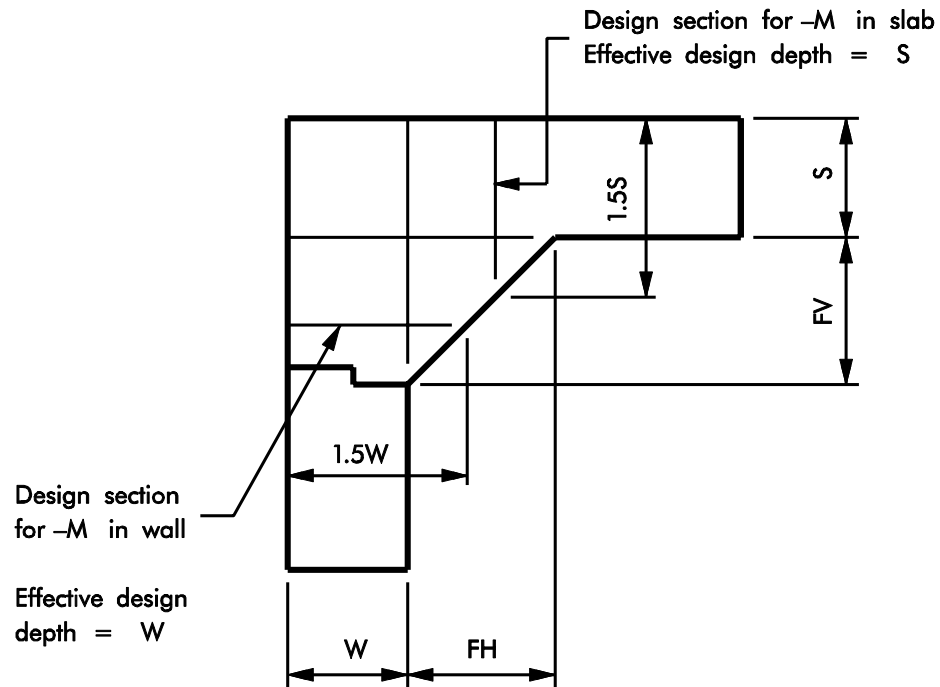 Design section for –M in slab
Effective design depth = S
1.5S
S
FV
1.5W
Design section
for –M in wall
Effective design
depth = W
W
FH